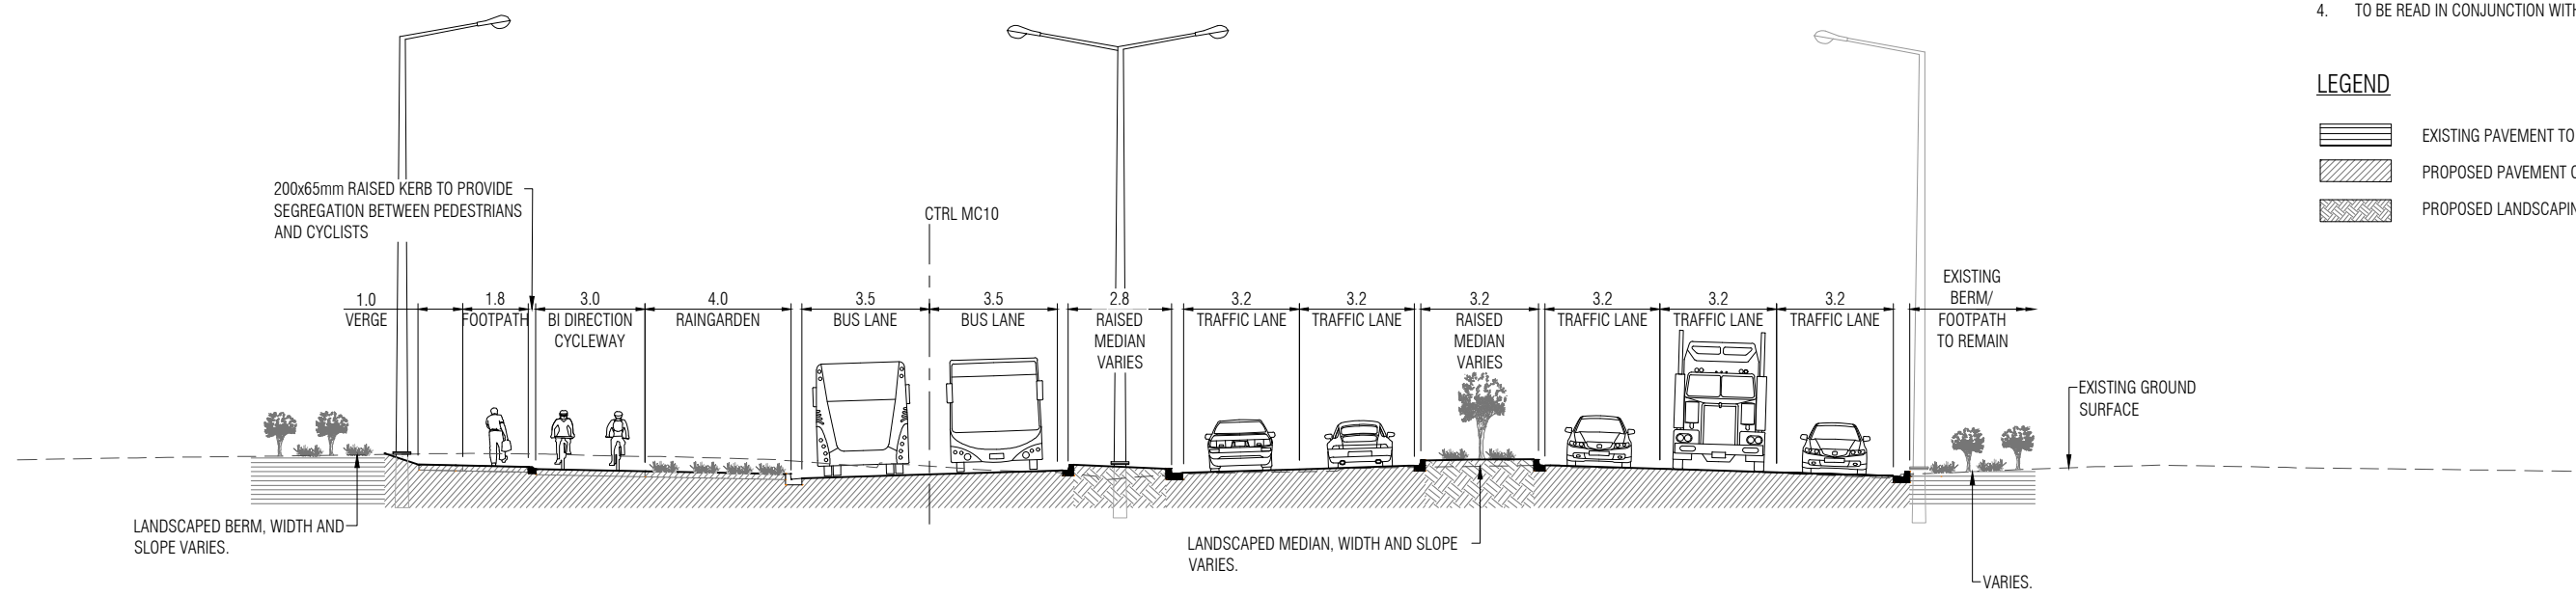 4. TO BE READ IN CONJUNCTION WITH
LEGEND
EXISTING PAVEMENT TO
PROPOSED PAVEMENT
PROPOSED LANDSCAPIN
200x65mm RAISED KERB TO PROVIDE
SEGREGATION BETWEEN PEDESTRIANS
AND CYCLISTS
CTRL MC10
1.0
VERGE
1.8
FOOTPATH
3.0
BI DIRECTION
CYCLEWAY
4.0
RAINGARDEN
3.5
BUS LANE
3.5
BUS LANE
2.8
RAISED
MEDIAN
VARIES
3.2
TRAFFIC LANE
3.2
TRAFFIC LANE
3.2
RAISED
MEDIAN
VARIES
3.2
TRAFFIC LANE
3.2
TRAFFIC LANE
3.2
TRAFFIC LANE
EXISTING
BERM/
FOOTPATH
TO REMAIN
EXISTING GROUND
SURFACE
LANDSCAPED BERM, WIDTH AND
SLOPE VARIES.
LANDSCAPED MEDIAN, WIDTH AND SLOPE
VARIES.
VARIES.